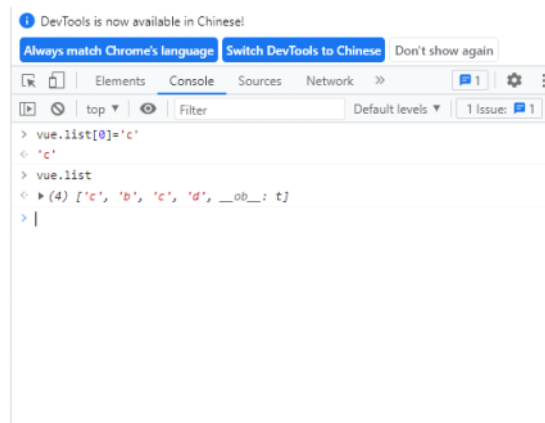 DevTools is now available in Chinese!
Always match Chrome's language Switch DevTools to Chinese Don't show again
Elements Console Sources Network » 1
top ▼ Filter Default levels ▼ 1 Issue: 1
> vue.list[0]='c'
< 'c'
> vue.list
< ▶ (4) ['c', 'b', 'c', 'd', __ob__: t]
>